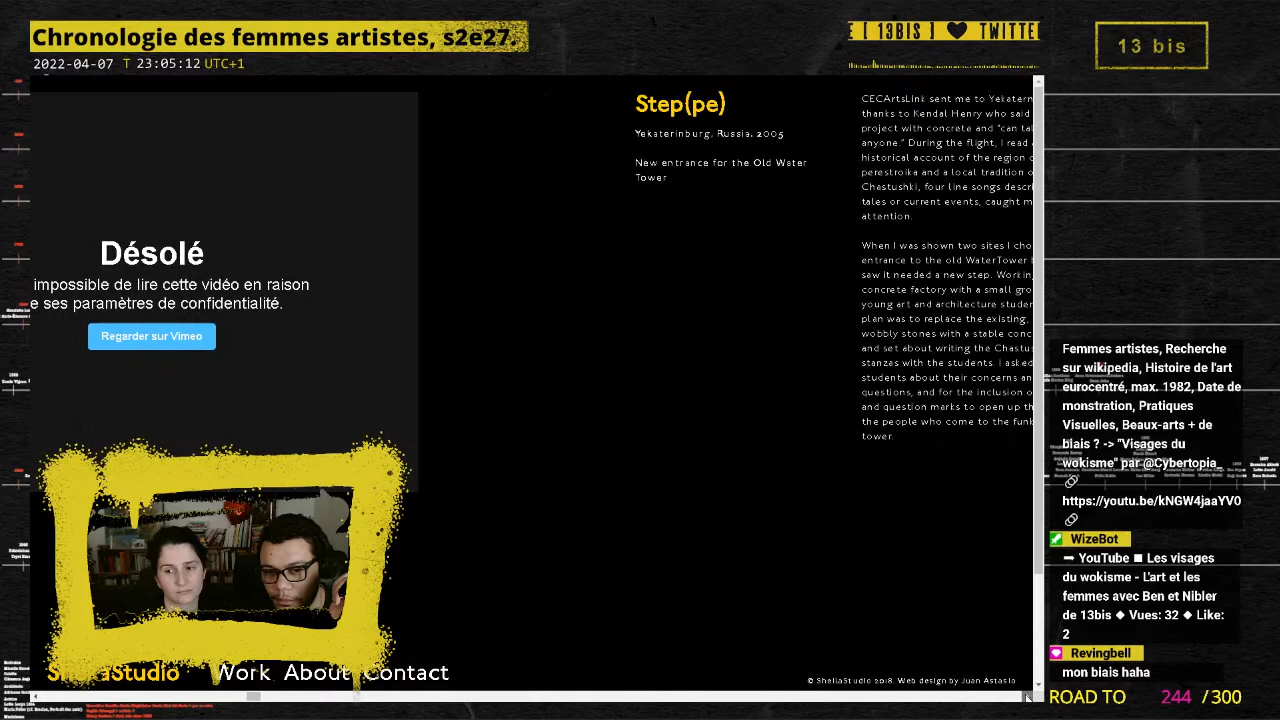 Chronologie des femmes artistes, s2e27,
2022-04-07 T 23:05:12 UTC+1
[ 13BIS ] ♥ TWITTE
13 bis
Désolé
impossible de lire cette vidéo en raison
e ses paramètres de confidentialité.
Regarder sur Vimeo
Step(pe)
Yekaterinburg, Russia. 2005
New entrance for the Old Water
Tower
CECArtsLink sent me to Yekatern
thanks to Kendal Henry who said
project with concrete and "can tal
anyone." During the flight, I read a
historical account of the region o
perestroika and a local tradition o
Chastushki, four line songs descri
tales or current events, caught m
attention.
When I was shown two sites I cho
entrance to the old WaterTower b
saw it needed a new step. Workin
concrete factory with a small gro
young art and architecture studen
plan was to replace the existing,
wobbly stones with a stable conc
and set about writing the Chastu
stanzas with the students. I asked
students about their concerns an
questions, and for the inclusion o
and question marks to open up th
the people who come to the funk
tower.
Work About Contact
© SheilaStudio 2018. Web design by Juan Astasio
Femmes artistes, Recherche
sur wikipedia, Histoire de l'art
eurocentré, max. 1982, Date de
monstration, Pratiques
Visuelles, Beaux-arts + de
biais ? -> "Visages du
wokisme" par @Cybertopia_
https://youtu.be/kNGW4jaaYV0
WizeBot
➡ YouTube ■ Les visages
du wokisme - L'art et les
femmes avec Ben et Nibler
de 13bis ◆ Vues: 32 ◆ Like:
2
Revingbell
mon biais haha
ROAD TO 244 /300